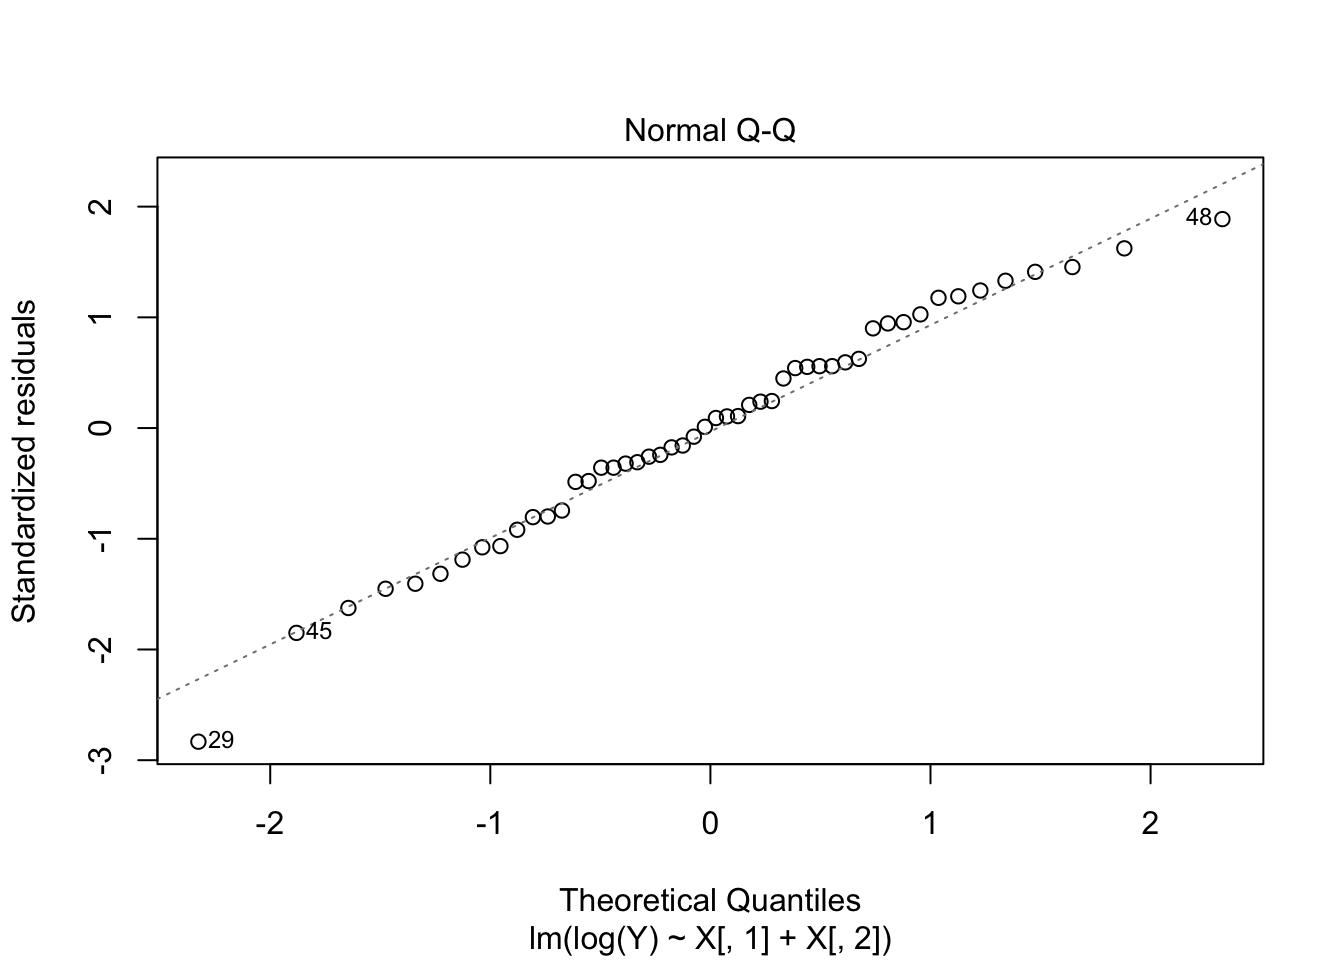 Normal Q-Q
Standardized residuals
2
1
0
-1
-2
-3
48
45
29
-2 -1 0 1 2
Theoretical Quantiles
lm(log(Y) ~ X[, 1] + X[, 2])